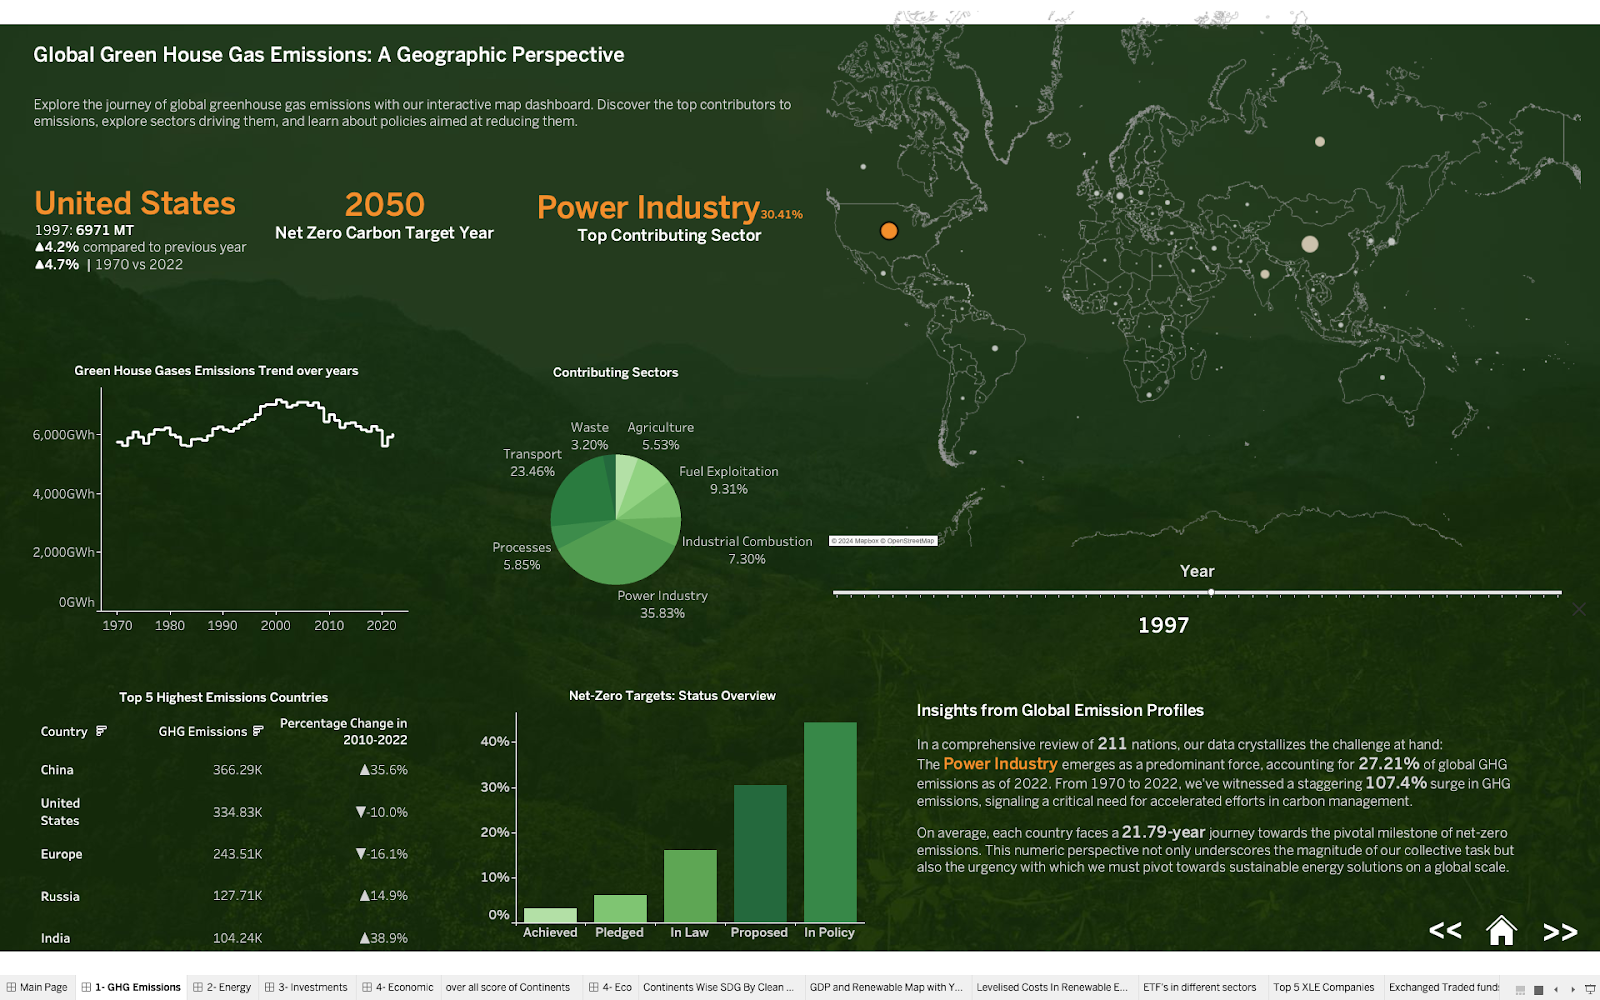 Global Green House Gas Emissions: A Geographic Perspective
Explore the journey of global greenhouse gas emissions with our interactive map dashboard. Discover the top contributors to
emissions, explore sectors driving them, and learn about policies aimed at reducing them.
United States
1997: 6971 MT
▲4.2% compared to previous year
▲4.7% | 1970 vs 2022
2050
Net Zero Carbon Target Year
Power Industry30.41%
Top Contributing Sector
© 2024 Mapbox © OpenStreetMap
Year
1997
Green House Gases Emissions Trend over years
6,000GWh
4,000GWh
2,000GWh
0GWh
1970 1980 1990 2000 2010 2020
Contributing Sectors
Waste
3.20%
Agriculture
5.53%
Transport
23.46%
Fuel Exploitation
9.31%
Processes
5.85%
Industrial Combustion
7.30%
Power Industry
35.83%
Top 5 Highest Emissions Countries
Country GHG Emissions Percentage Change in
2010-2022
China 366.29K ▲35.6%
United
States 334.83K ▼-10.0%
Europe 243.51K ▼-16.1%
Russia 127.71K ▲14.9%
India 104.24K ▲38.9%
Net-Zero Targets: Status Overview
40%
30%
20%
10%
0%
Achieved Pledged In Law Proposed In Policy
Insights from Global Emission Profiles
In a comprehensive review of 211 nations, our data crystallizes the challenge at hand:
The Power Industry emerges as a predominant force, accounting for 27.21% of global GHG
emissions as of 2022. From 1970 to 2022, we've witnessed a staggering 107.4% surge in GHG
emissions, signaling a critical need for accelerated efforts in carbon management.
On average, each country faces a 21.79-year journey towards the pivotal milestone of net-zero
emissions. This numeric perspective not only underscores the magnitude of our collective task but
also the urgency with which we must pivot towards sustainable energy solutions on a global scale.
<< >>
Main Page 1- GHG Emissions 2- Energy 3- Investments 4- Economic over all score of Continents 4- Eco Continents Wise SDG By Clean ... GDP and Renewable Map with Y... Levelised Costs In Renewable E... ETF's in different sectors Top 5 XLE Companies Exchanged Traded funds